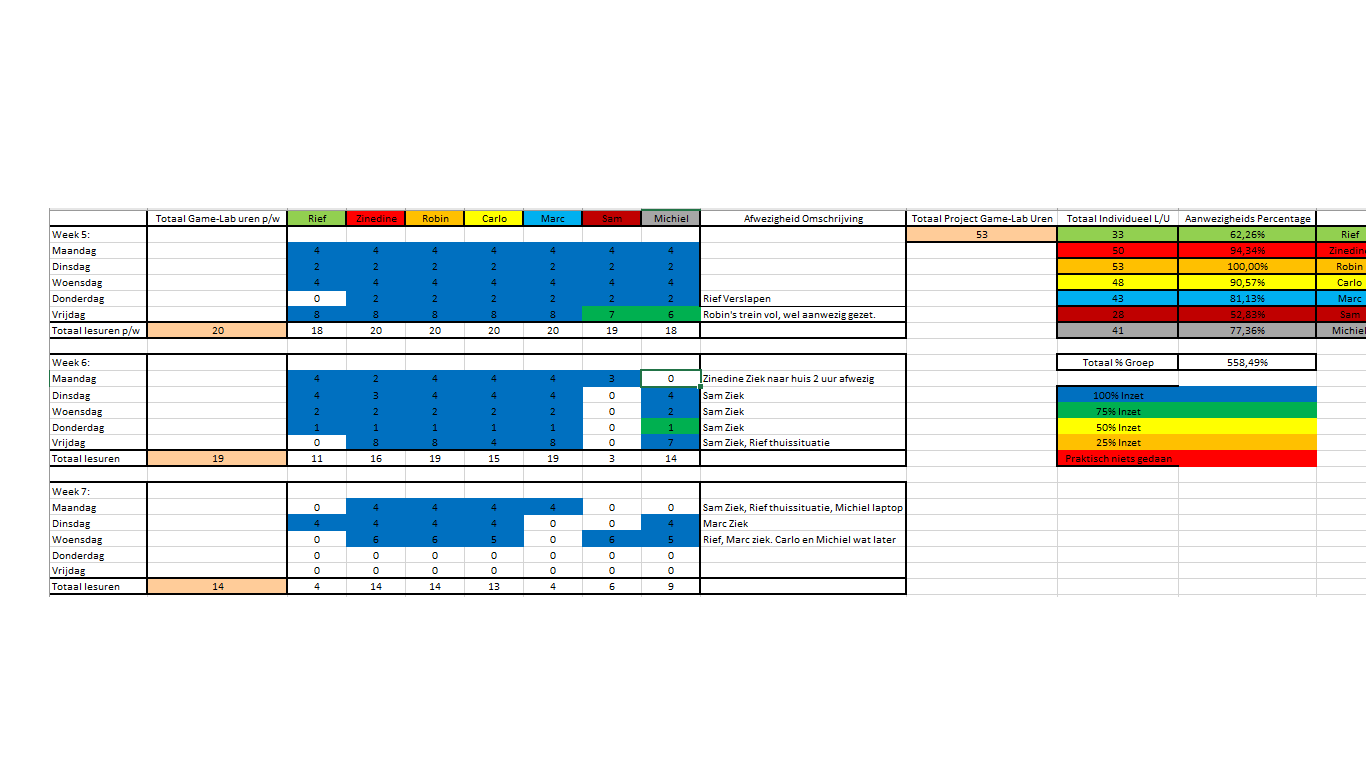 Totaal Game-Lab uren p/w Rief Zinedine Robin Carlo Marc Sam Michiel Afwezigheid Omschrijving Totaal Project Game-Lab Uren Totaal Individueel L/U Aanwezigheids Percentage
Week 5: 53 33 62,26% Rief
Maandag 4 4 4 4 4 4 4 50 94,34% Zinedin
Dinsdag 2 2 2 2 2 2 2 53 100,00% Robin
Woensdag 4 4 4 4 4 4 4 48 90,57% Carlo
Donderdag 0 2 2 2 2 2 2 Rief Verslapen 43 81,13% Marc
Vrijdag 8 8 8 8 8 7 6 Robin's trein vol, wel aanwezig gezet. 28 52,83% Sam
Totaal lesuren p/w 20 18 20 20 20 20 19 18 41 77,36% Michiel
Week 6: Totaal % Groep 558,49%
Maandag 4 2 4 4 4 3 0 Zinedine Ziek naar huis 2 uur afwezig
Dinsdag 4 3 4 4 4 0 4 Sam Ziek 100% Inzet
Woensdag 2 2 2 2 2 0 2 Sam Ziek 75% Inzet
Donderdag 1 1 1 1 1 0 1 Sam Ziek 50% Inzet
Vrijdag 0 8 8 4 8 0 7 Sam Ziek, Rief thuissituatie 25% Inzet
Totaal lesuren 19 11 16 19 15 19 3 14 Praktisch niets gedaan
Week 7:
Maandag 0 4 4 4 4 0 0 Sam Ziek, Rief thuissituatie, Michiel laptop
Dinsdag 4 4 4 4 0 0 4 Marc Ziek
Woensdag 0 6 6 5 0 6 5 Rief, Marc ziek. Carlo en Michiel wat later
Donderdag 0 0 0 0 0 0 0
Vrijdag 0 0 0 0 0 0 0
Totaal lesuren 14 4 14 14 13 4 6 9